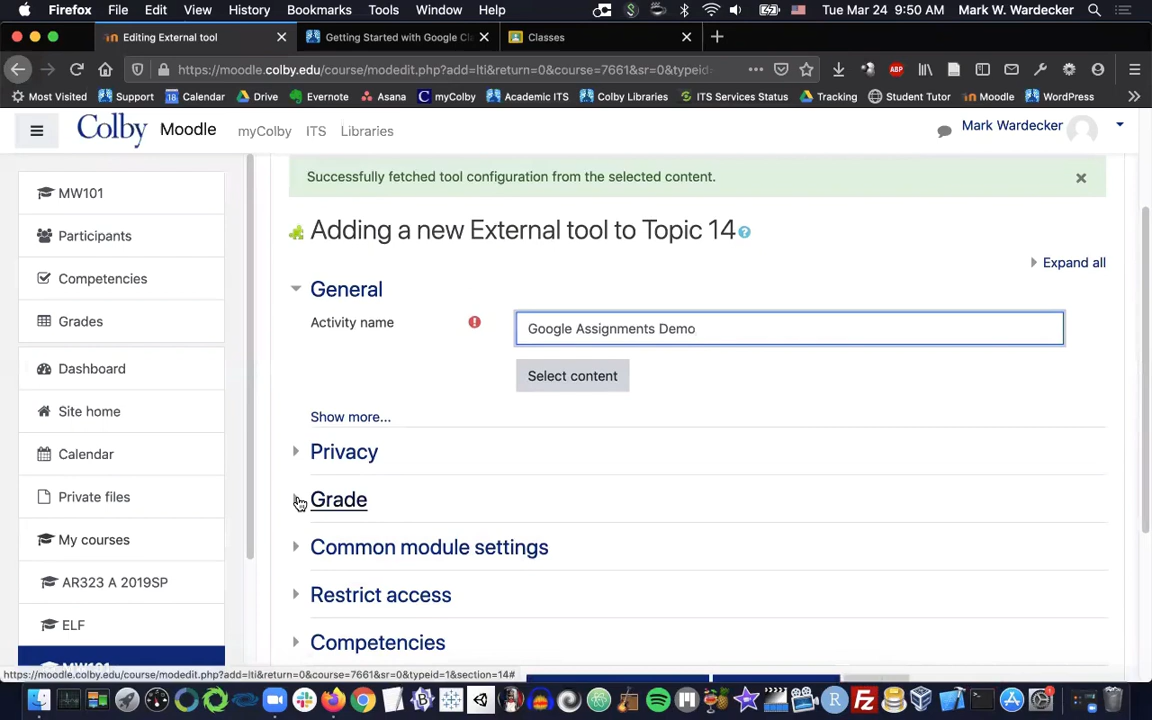 Firefox File Edit View History Bookmarks Tools Window Help Tue Mar 24 9:50 AM Mark W. Wardecker
Editing External tool Getting Started with Google Cl Classes
https://moodle.colby.edu/course/modedit.php?add=lti&return=0&course=7661&sr=0&typeid= ABP
Most Visited Support Calendar Drive Evernote Asana myColby Academic ITS Colby Libraries ITS Services Status Tracking Student Tutor Moodle WordPress
Colby Moodle myColby ITS Libraries Mark Wardecker
Successfully fetched tool configuration from the selected content.
MW101
Adding a new External tool to Topic 14
Participants
Expand all
Competencies
General
Activity name Google Assignments Demo
Grades
Dashboard
Select content
Site home
Show more...
Calendar
Privacy
Private files
Grade
My courses
Common module settings
AR323 A 2019SP
Restrict access
ELF
Competencies
MW101
https://moodle.colby.edu/course/modedit.php?add=lti&return=0&course=7661&sr=0&typeid=1&section=14#